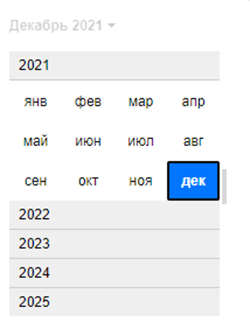 Декабрь 2021
2021
янв фев мар апр
май июн июл авг
сен окт ноя дек
2022
2023
2024
2025